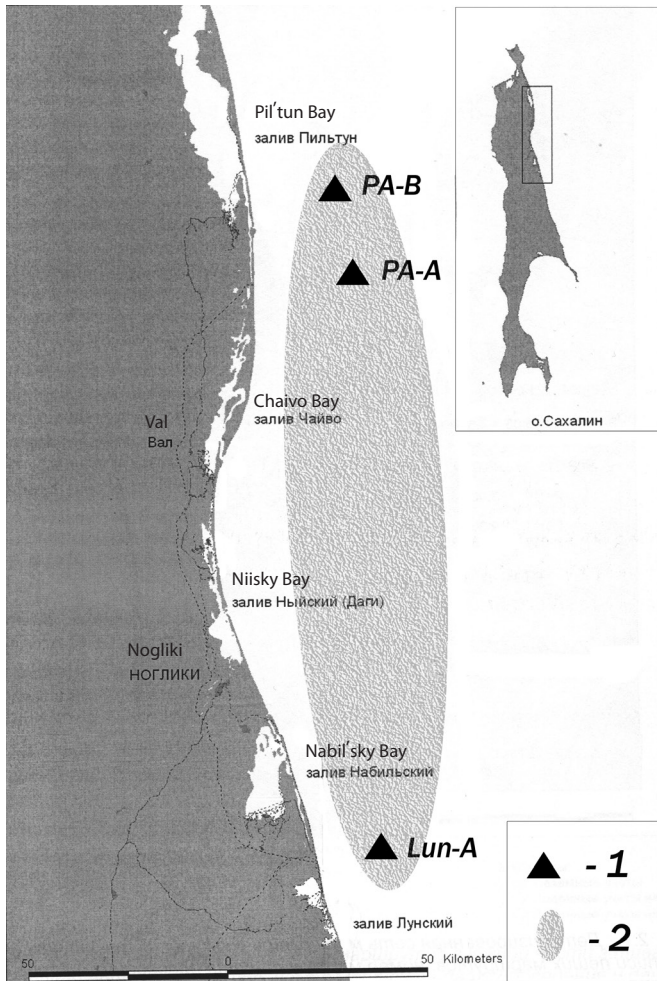 Pil'tun Bay
залив Пильтун
PA-B
PA-A
Chaivo Bay
залив Чайво
Val
Вал
о.Сахалин
Niisky Bay
залив Ныйский (Даги)
Nogliki
НОГЛИКИ
Nabil'sky Bay
залив Набильский
Lun-A
залив Лунский
- 1
- 2
50 0 50 Kilometers